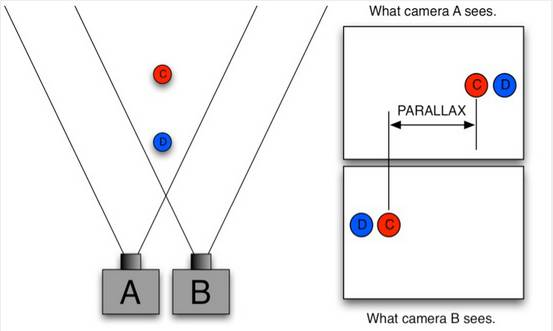 What camera A sees.
C
C D
PARALLAX
D
D C
A B
What camera B sees.